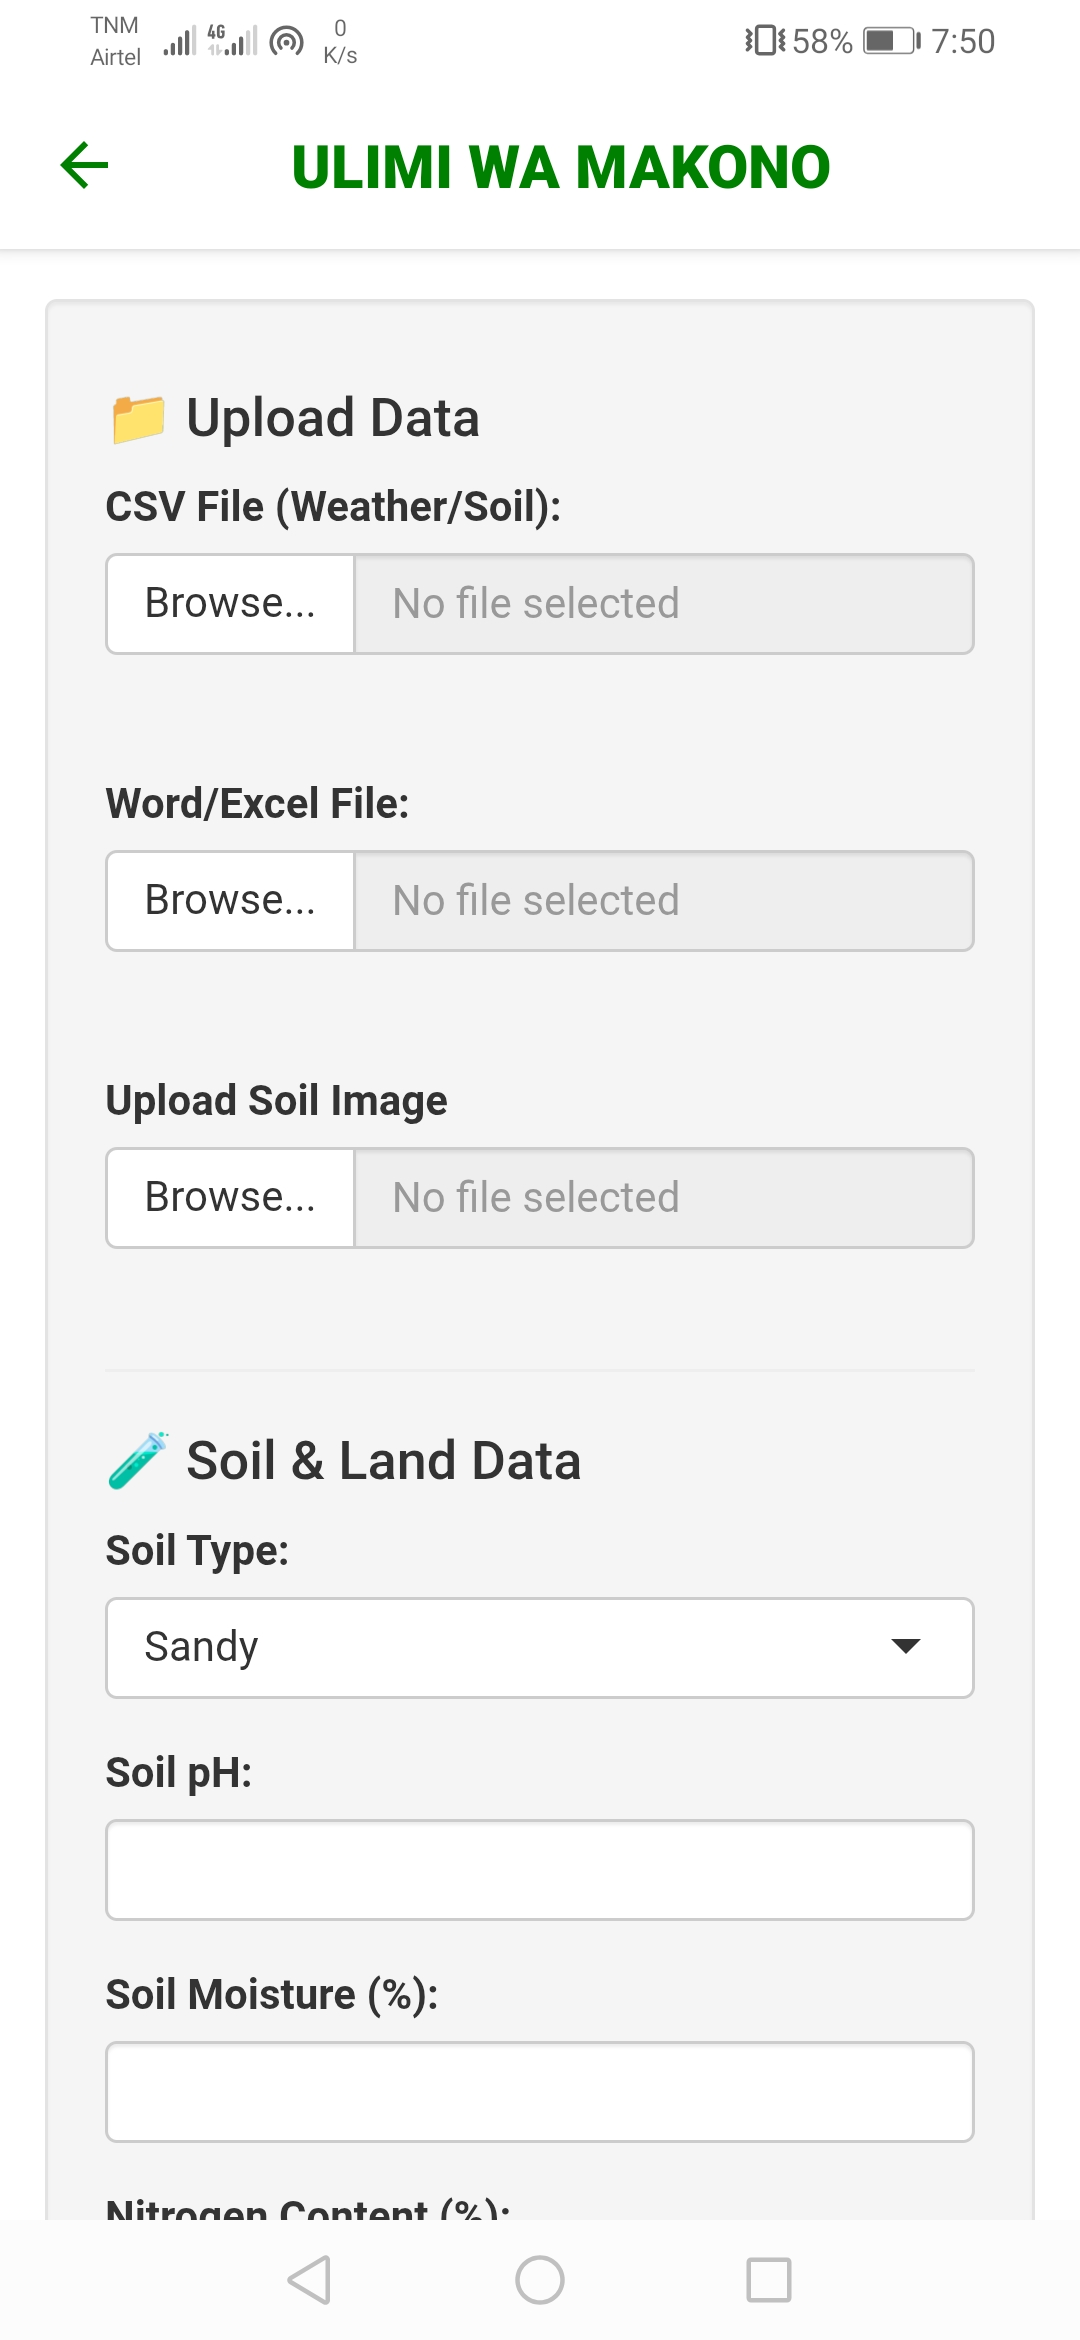 TNM
Airtel
4G
0
K/s
58%
7:50
ULIMI WA MAKONO
Upload Data
CSV File (Weather/Soil):
Browse...
No file selected
Word/Excel File:
Browse...
No file selected
Upload Soil Image
Browse...
No file selected
Soil & Land Data
Soil Type:
Sandy
Soil pH:
Soil Moisture (%):
Nitrogen Content (%):